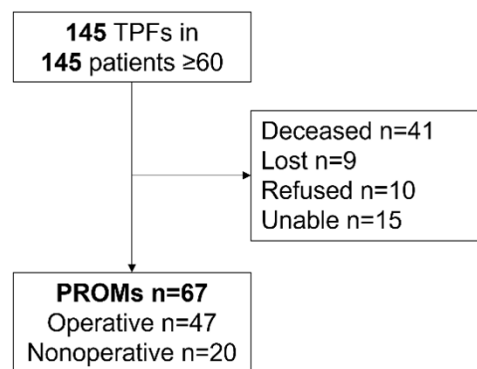 145 TPFs in
145 patients ≥60
Deceased n=41
Lost n=9
Refused n=10
Unable n=15
PROMs n=67
Operative n=47
Nonoperative n=20